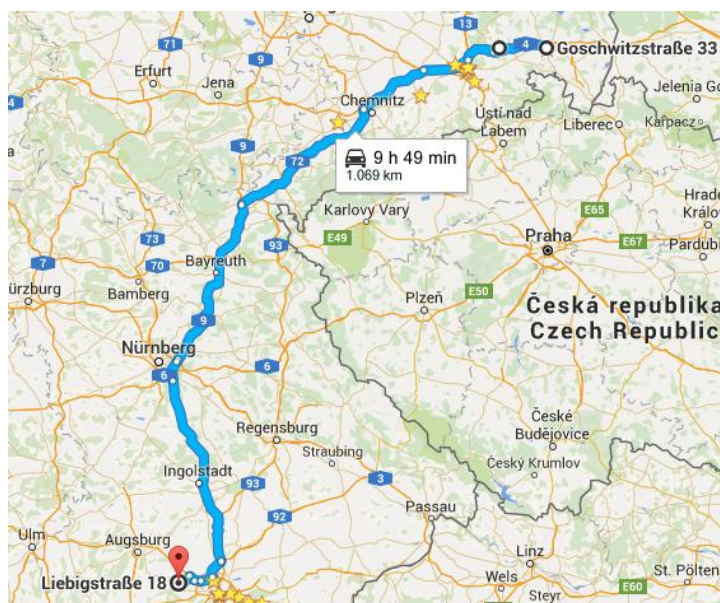 13
71
9
4
Goschwitzstraße 33
Erfurt
Jena
Chemnitz
Jelenia Go
4
Ústí nad
Labem
Liberec
Karpacz
9
72
9 h 49 min
1.069 km
Hrade
Králo
Karlovy Vary
E65
73
93
E49
Praha
E67
7
70
Bayreuth
Pardubi
ürzburg
Bamberg
E50
Plzeň
Česká republika
Czech Republic
9
Nürnberg
6
6
Regensburg
České
Budějovice
Straubing
Český Krumlov
Ingolstadt
93
3
92
Passau
Ulm
Augsburg
Linz
Liebigstraße 18
Wels
E60
St. Pölten
Steyr